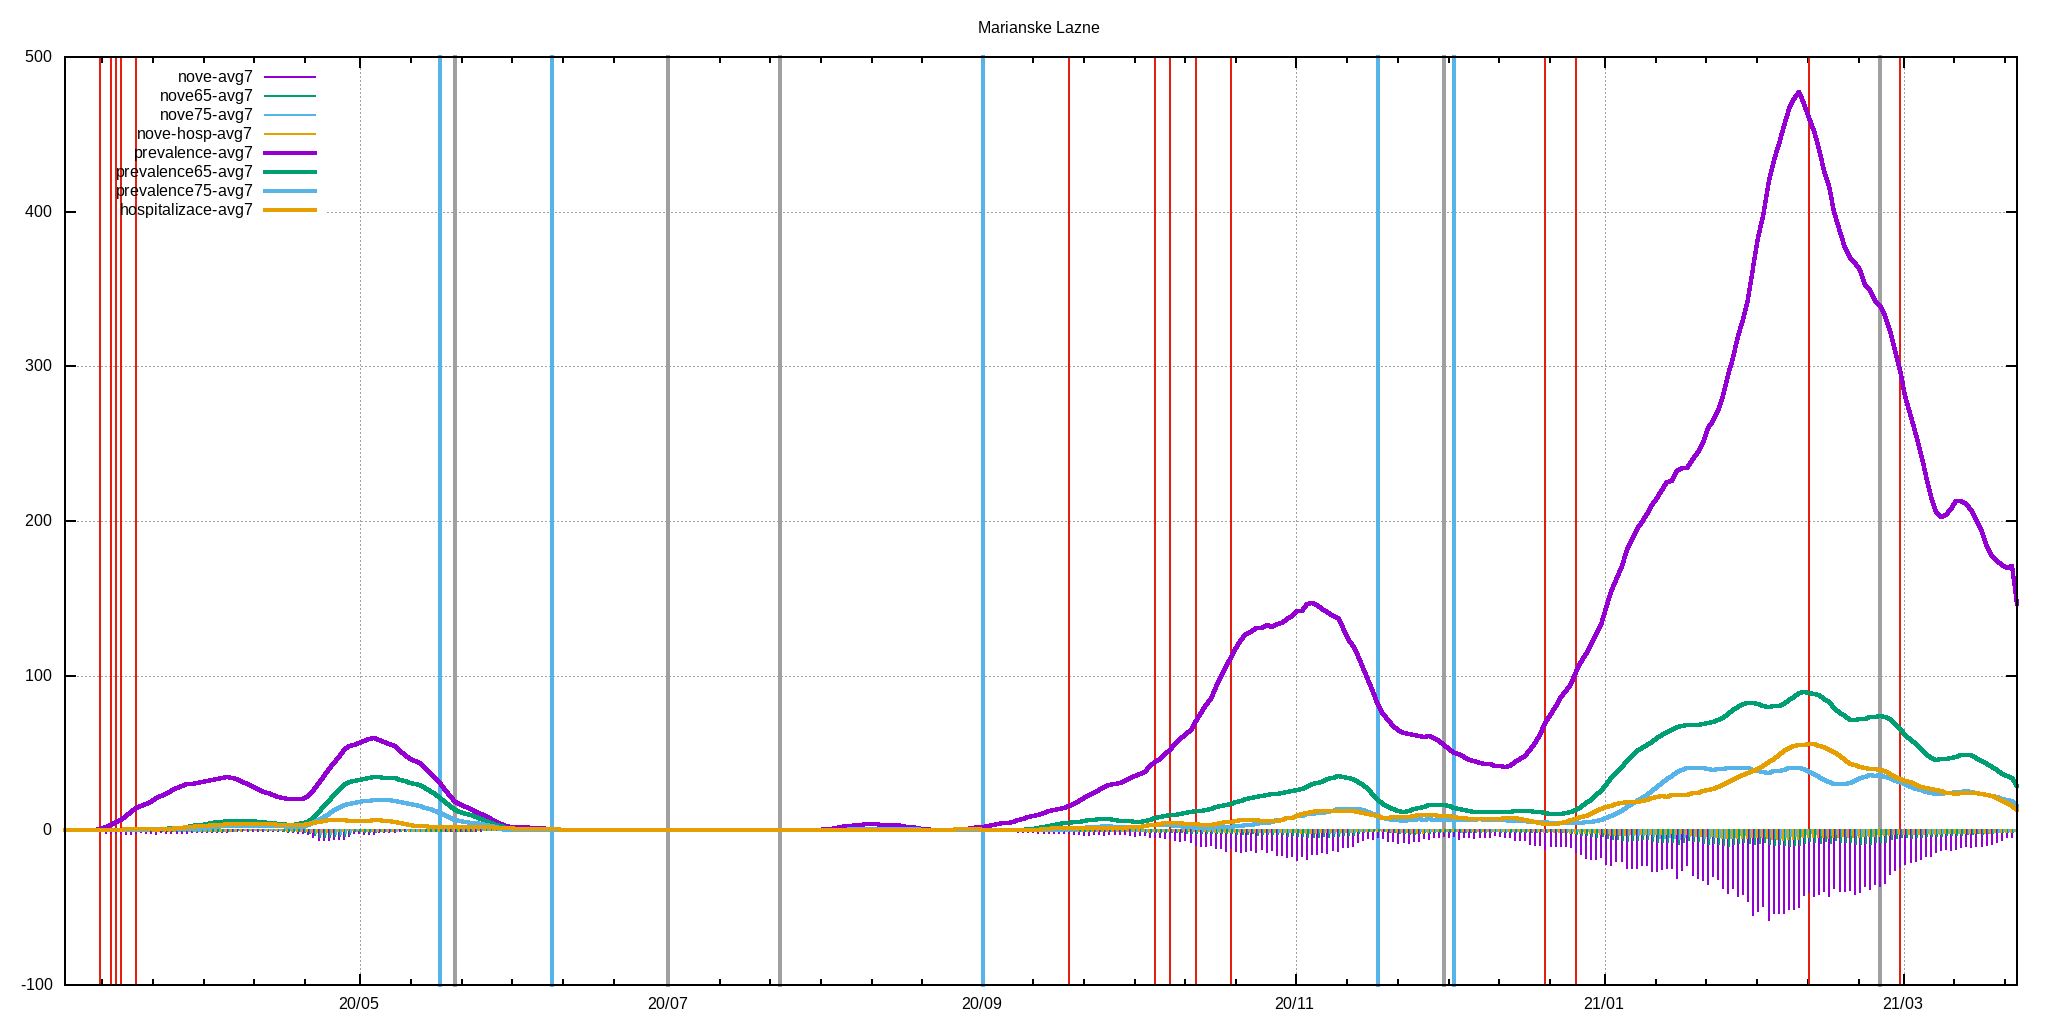 Marianske Lazne
500
400
300
200
100
0
-100
nove-avg7
nove65-avg7
nove75-avg7
nove-hosp-avg7
prevalence-avg7
prevalence65-avg7
prevalence75-avg7
hospitalizace-avg7
20/05
20/07
20/09
20/11
21/01
21/03